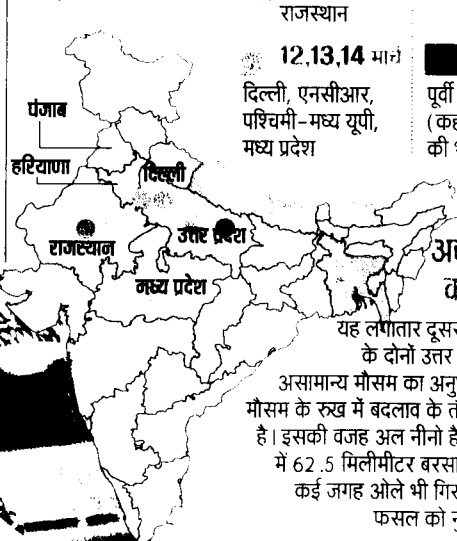 राजस्थान
12,13,14 मार्च
दिल्ली, एनसीआर,
पश्चिमी-मध्य यूपी,
मध्य प्रदेश
पूर्वी
की
पंजाब
हरियाणा
दिल्ली
राजस्थान
उत्तर प्रदेश
मध्य प्रदेश
यह लगातार दूसर
के दोनों उत्तर
असामान्य मौसम का अनु
मौसम के रुख में बदलाव के
है। इसकी वजह अल नीनो है
में 62.5 मिलीमीटर बरसा
कई जगह ओले भी गिर
फसल को